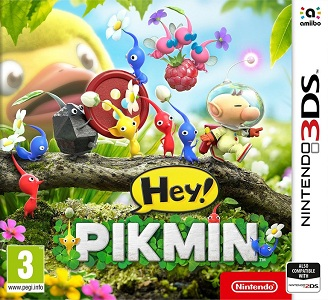 amiibo
NINTENDO 3DS
Hey!
PIKMIN
3
www.pegi.info
Nintendo
ALSO
COMPATIBLE
WITH
NINTENDO 2DS